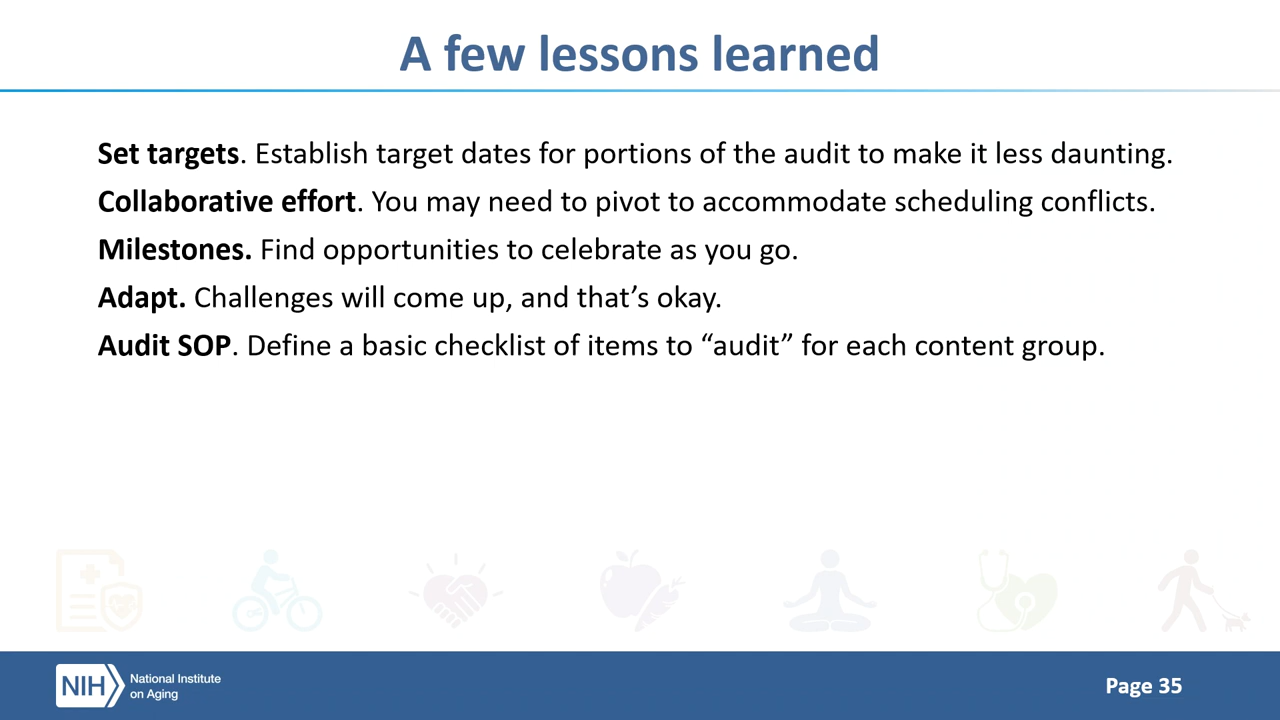 A few lessons learned
Set targets. Establish target dates for portions of the audit to make it less daunting.
Collaborative effort. You may need to pivot to accommodate scheduling conflicts.
Milestones. Find opportunities to celebrate as you go.
Adapt. Challenges will come up, and that’s okay.
Audit SOP. Define a basic checklist of items to “audit” for each content group.
NIH
National Institute
on Aging
Page 35